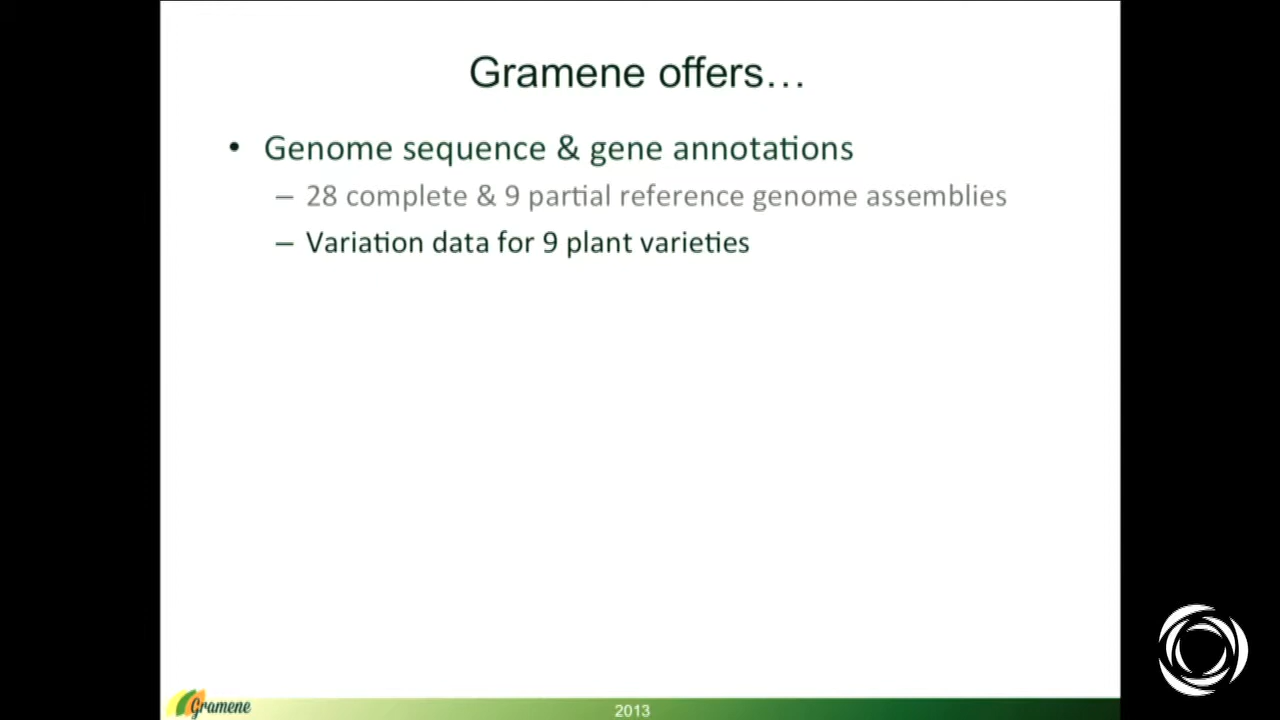 Gramene offers…
• Genome sequence & gene annotations
– 28 complete & 9 partial reference genome assemblies
– Variation data for 9 plant varieties
Gramene
2013